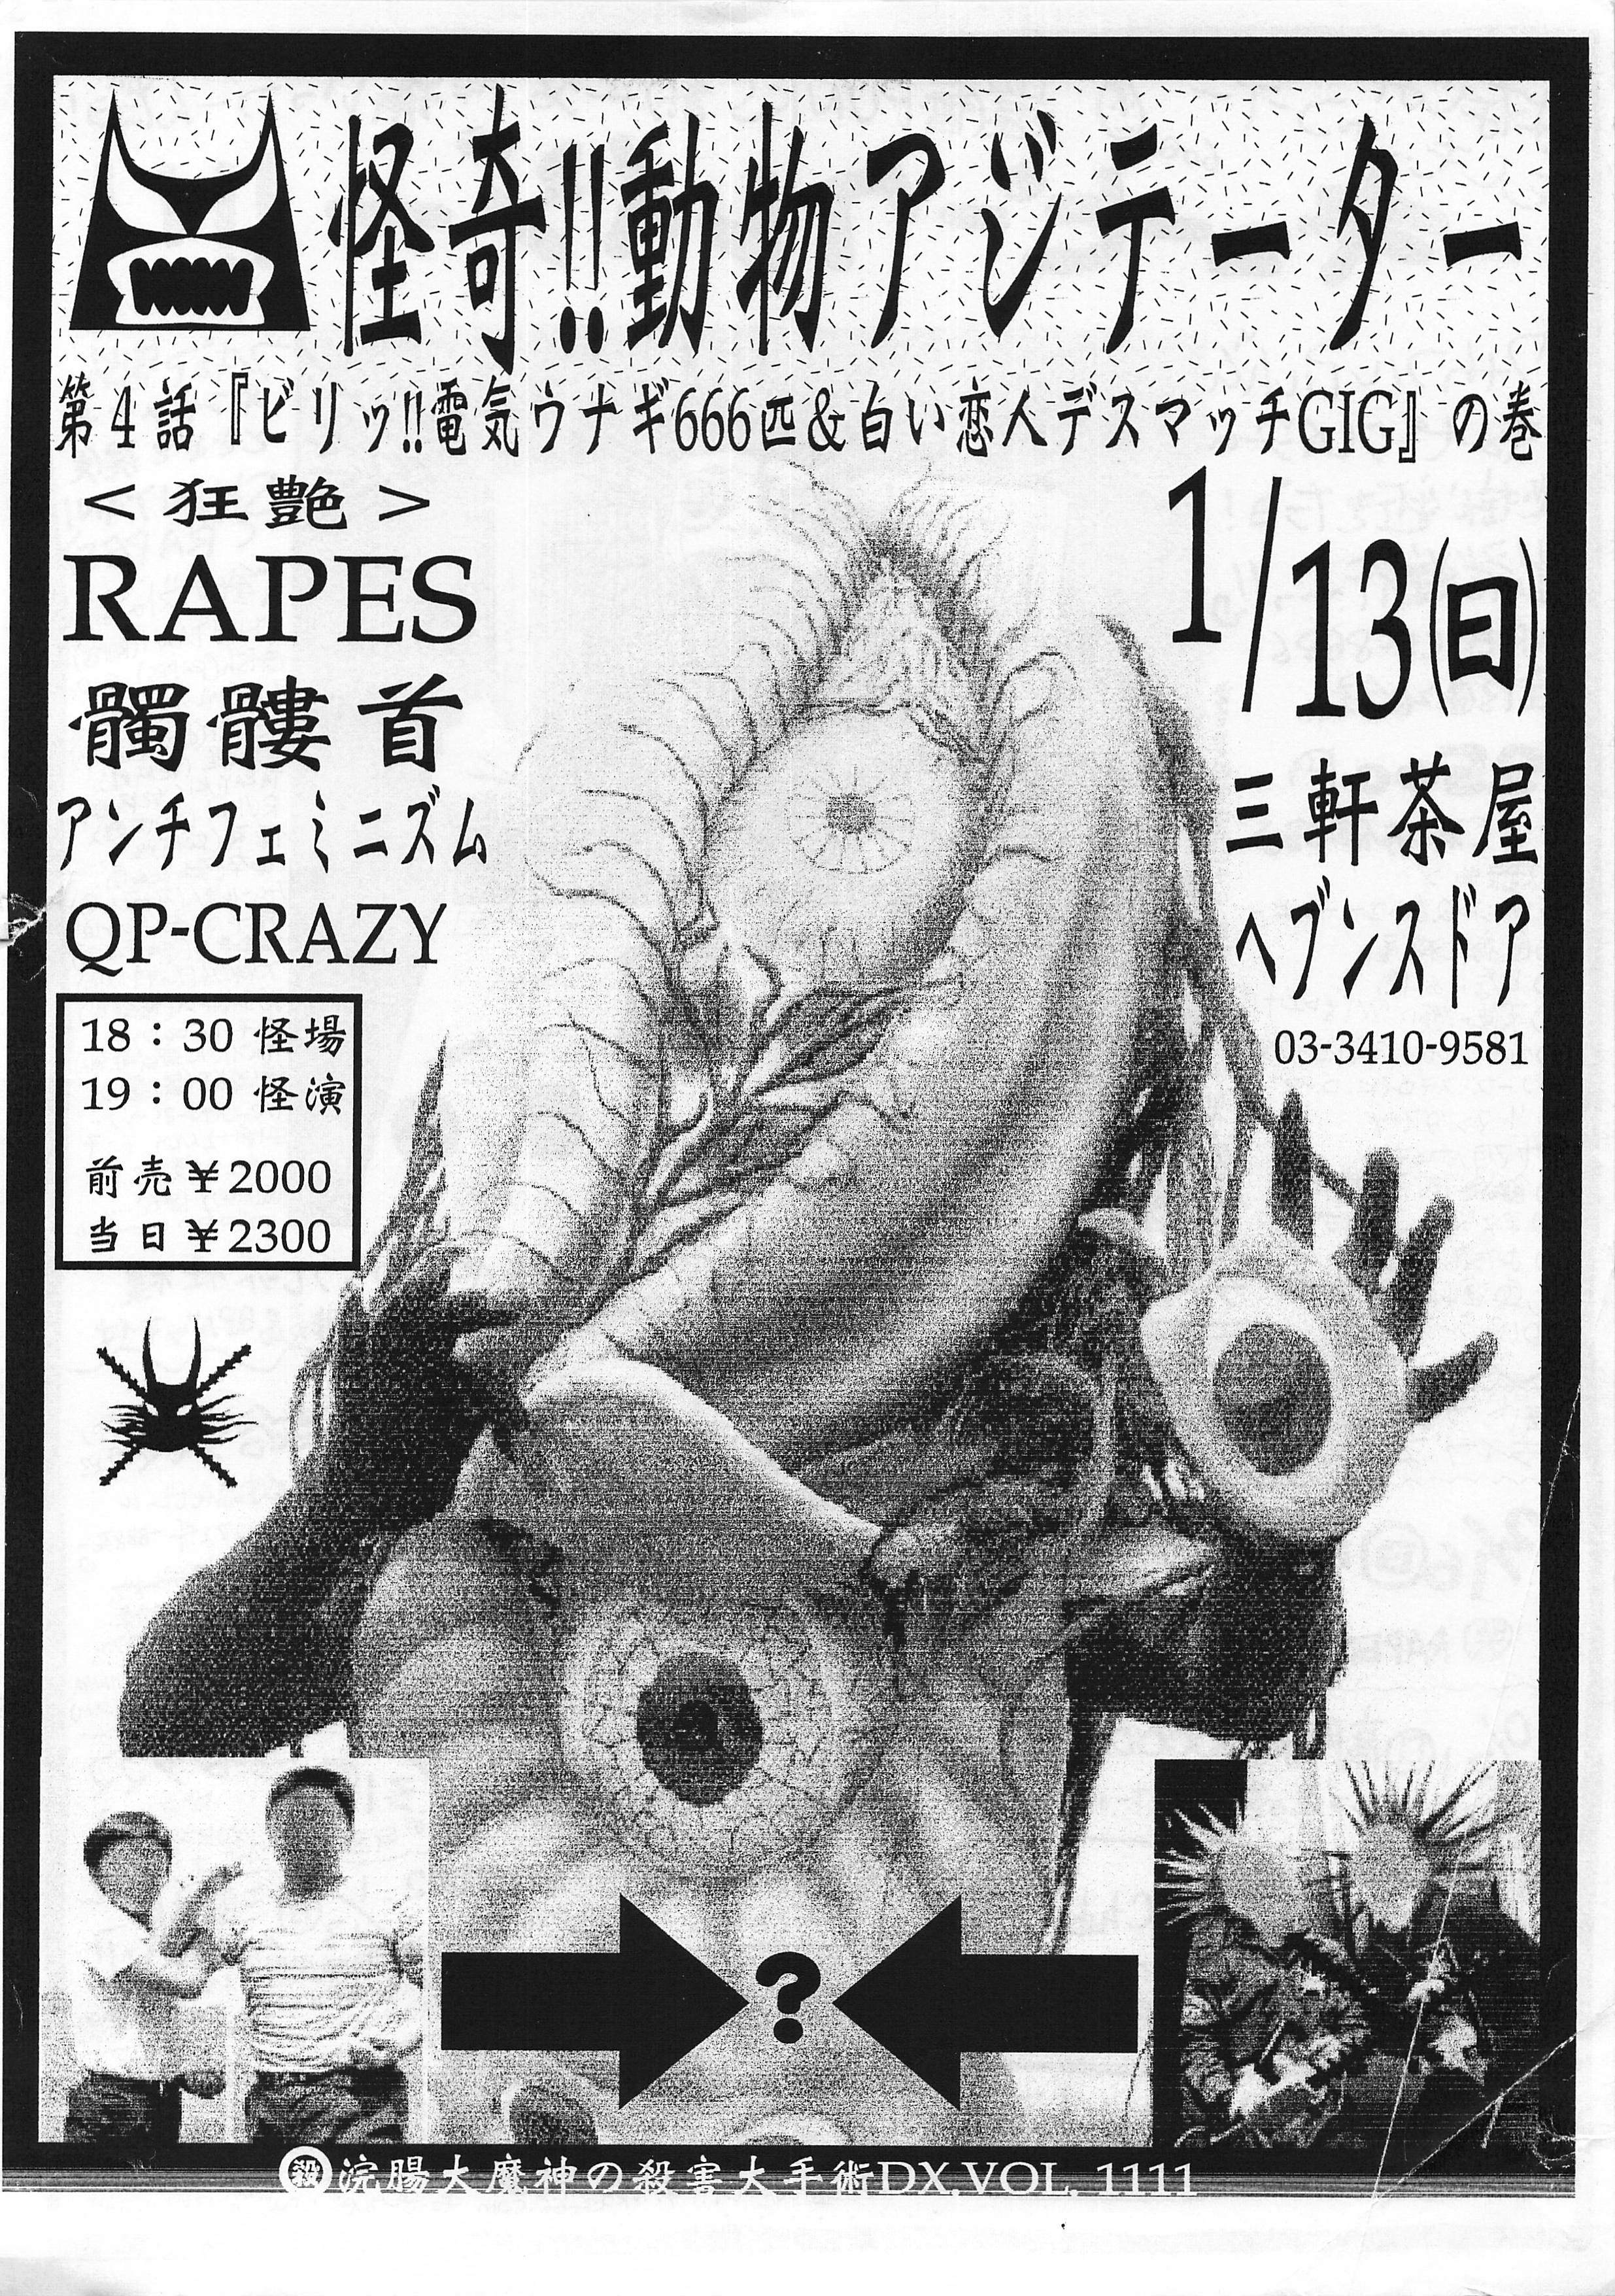 怪奇!!動物アジテーター
第4話『ビリッ!!電気ウナギ666匹&白い恋人デスマッチGIG』の巻
<狂艶>
RAPES
髑髏首
アンチフェミニズム
QP-CRAZY
18:30 怪場
19:00 怪演
前売¥2000
当日¥2300
1/13(日)
三軒茶屋
ヘブンスドア
03-3410-9581
?
殺 浣腸大魔神の殺害大手術DX.VOL. 1111